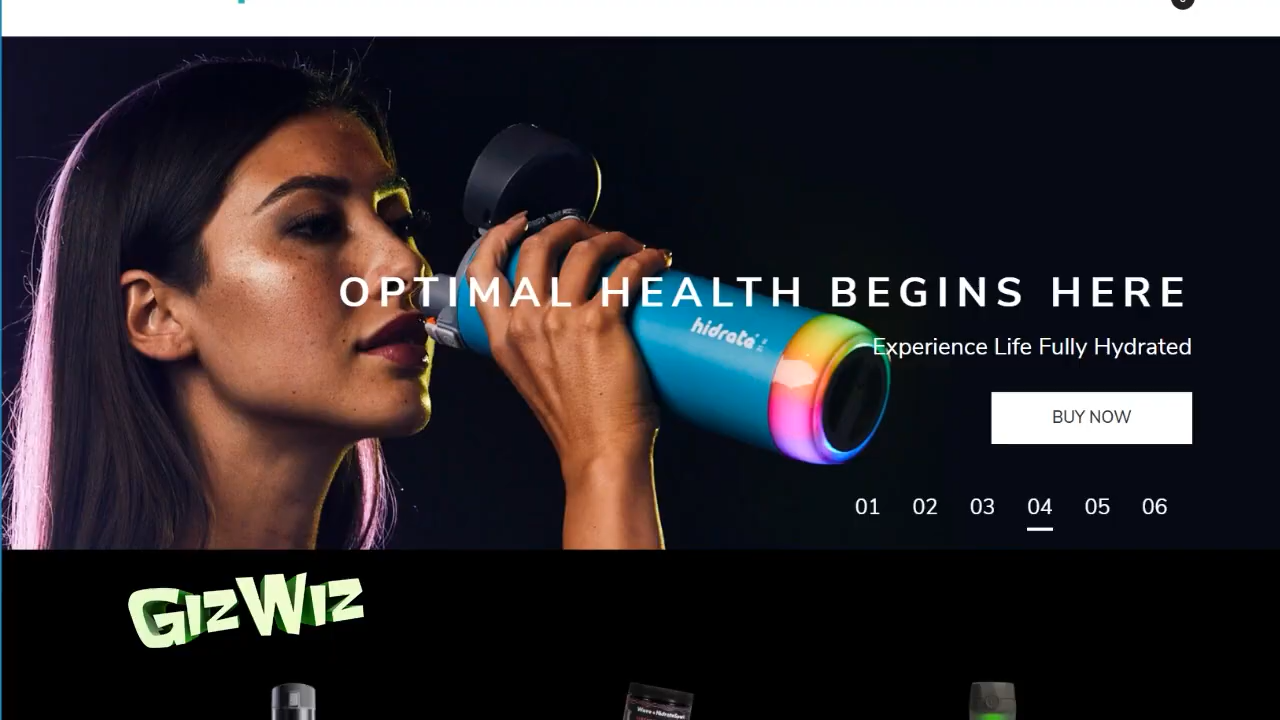 OPTIMAL HEALTH BEGINS HERE
hidrate
Experience Life Fully Hydrated
BUY NOW
01 02 03 04 05 06
GIZWIZ